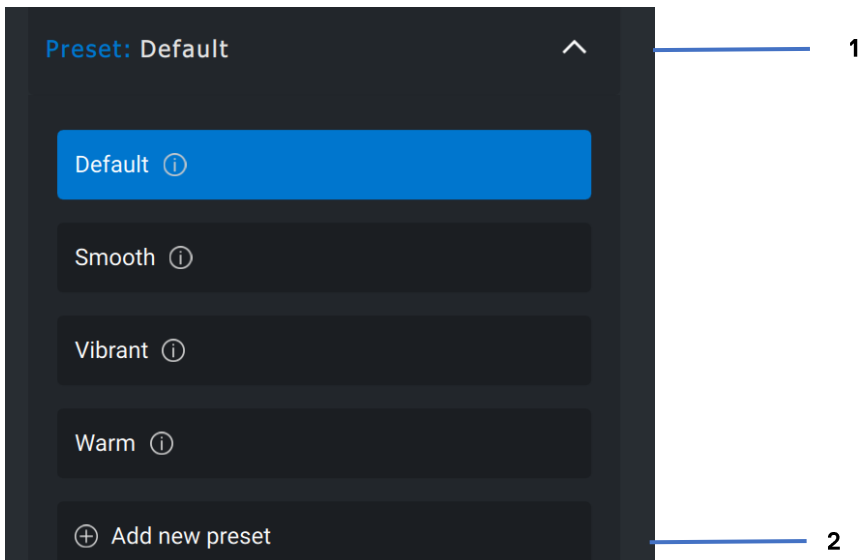 Preset: Default
1
Default
Smooth
Vibrant
Warm
Add new preset
2